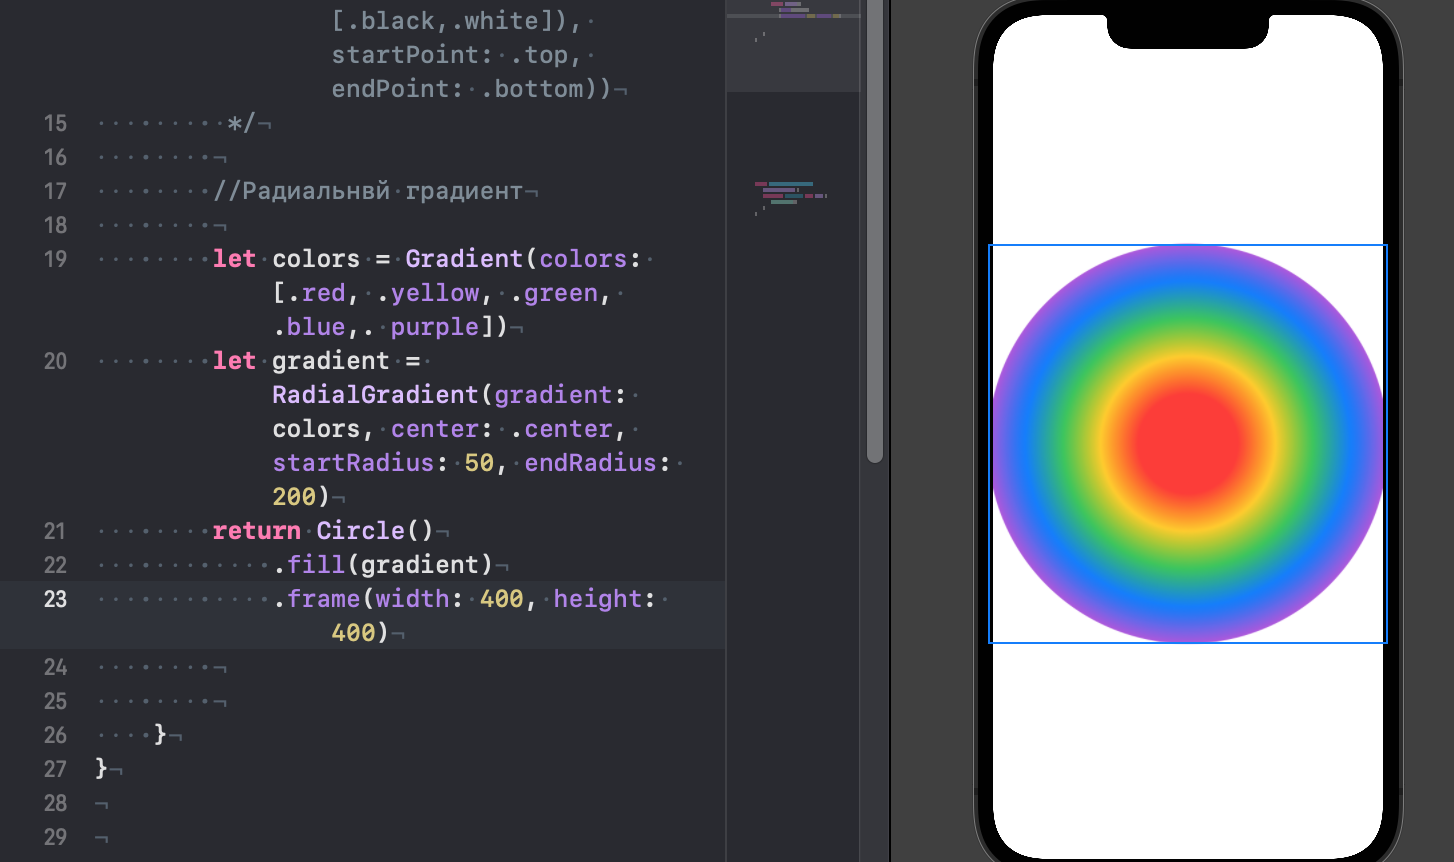 [.black,.white]),
startPoint: .top,
endPoint: .bottom))
15 */
16
17 //Радиальнвй градиент
18
19 let colors = Gradient(colors:
[.red, .yellow, .green,
.blue,. purple])
20 let gradient =
RadialGradient(gradient:
colors, center: .center,
startRadius: 50, endRadius:
200)
21 return Circle()
22 .fill(gradient)
23 .frame(width: 400, height:
400)
24
25
26 }
27 }
28
29